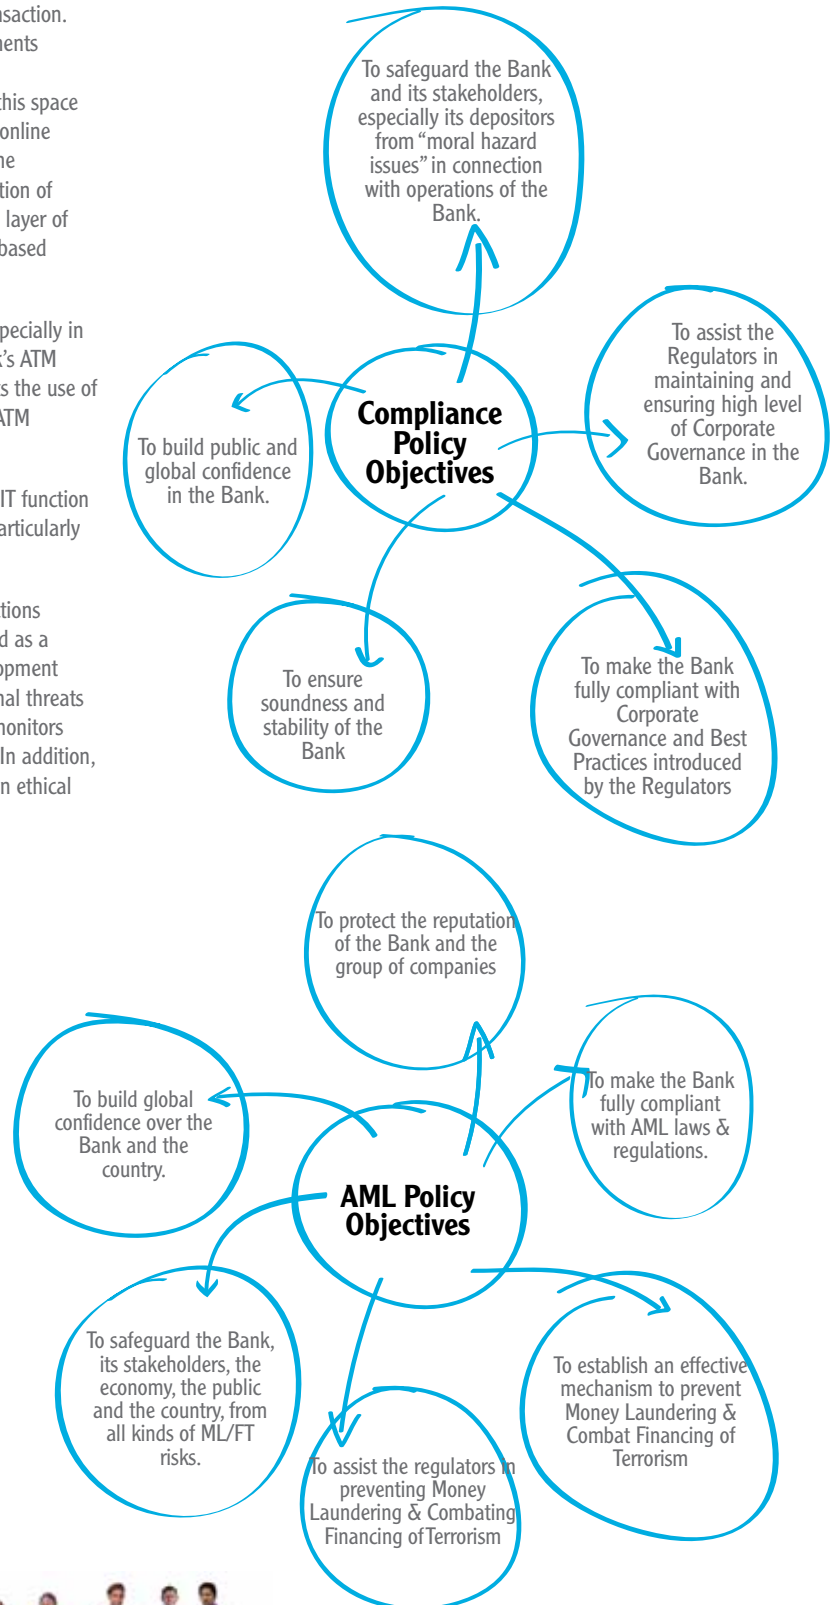 nsaction.
nents
this space
online
ne
tion of
layer of
based
pecially in
k's ATM
ts the use of
ATM
IT function
articularly
tions
d as a
opment
nal threats
monitors
In addition,
n ethical
To safeguard the Bank
and its stakeholders,
especially its depositors
from “moral hazard
issues” in connection
with operations of the
Bank.
To assist the
Regulators in
maintaining and
ensuring high level
of Corporate
Governance in the
Bank.
Compliance
Policy
Objectives
To build public and
global confidence
in the Bank.
To ensure
soundness and
stability of the
Bank
To make the Bank
fully compliant with
Corporate
Governance and Best
Practices introduced
by the Regulators
To protect the reputation
of the Bank and the
group of companies
To make the Bank
fully compliant
with AML laws &
regulations.
To build global
confidence over the
Bank and the
country.
AML Policy
Objectives
To safeguard the Bank,
its stakeholders, the
economy, the public
and the country, from
all kinds of ML/FT
risks.
To establish an effective
mechanism to prevent
Money Laundering &
Combat Financing of
Terrorism
To assist the regulators in
preventing Money
Laundering & Combating
Financing of Terrorism